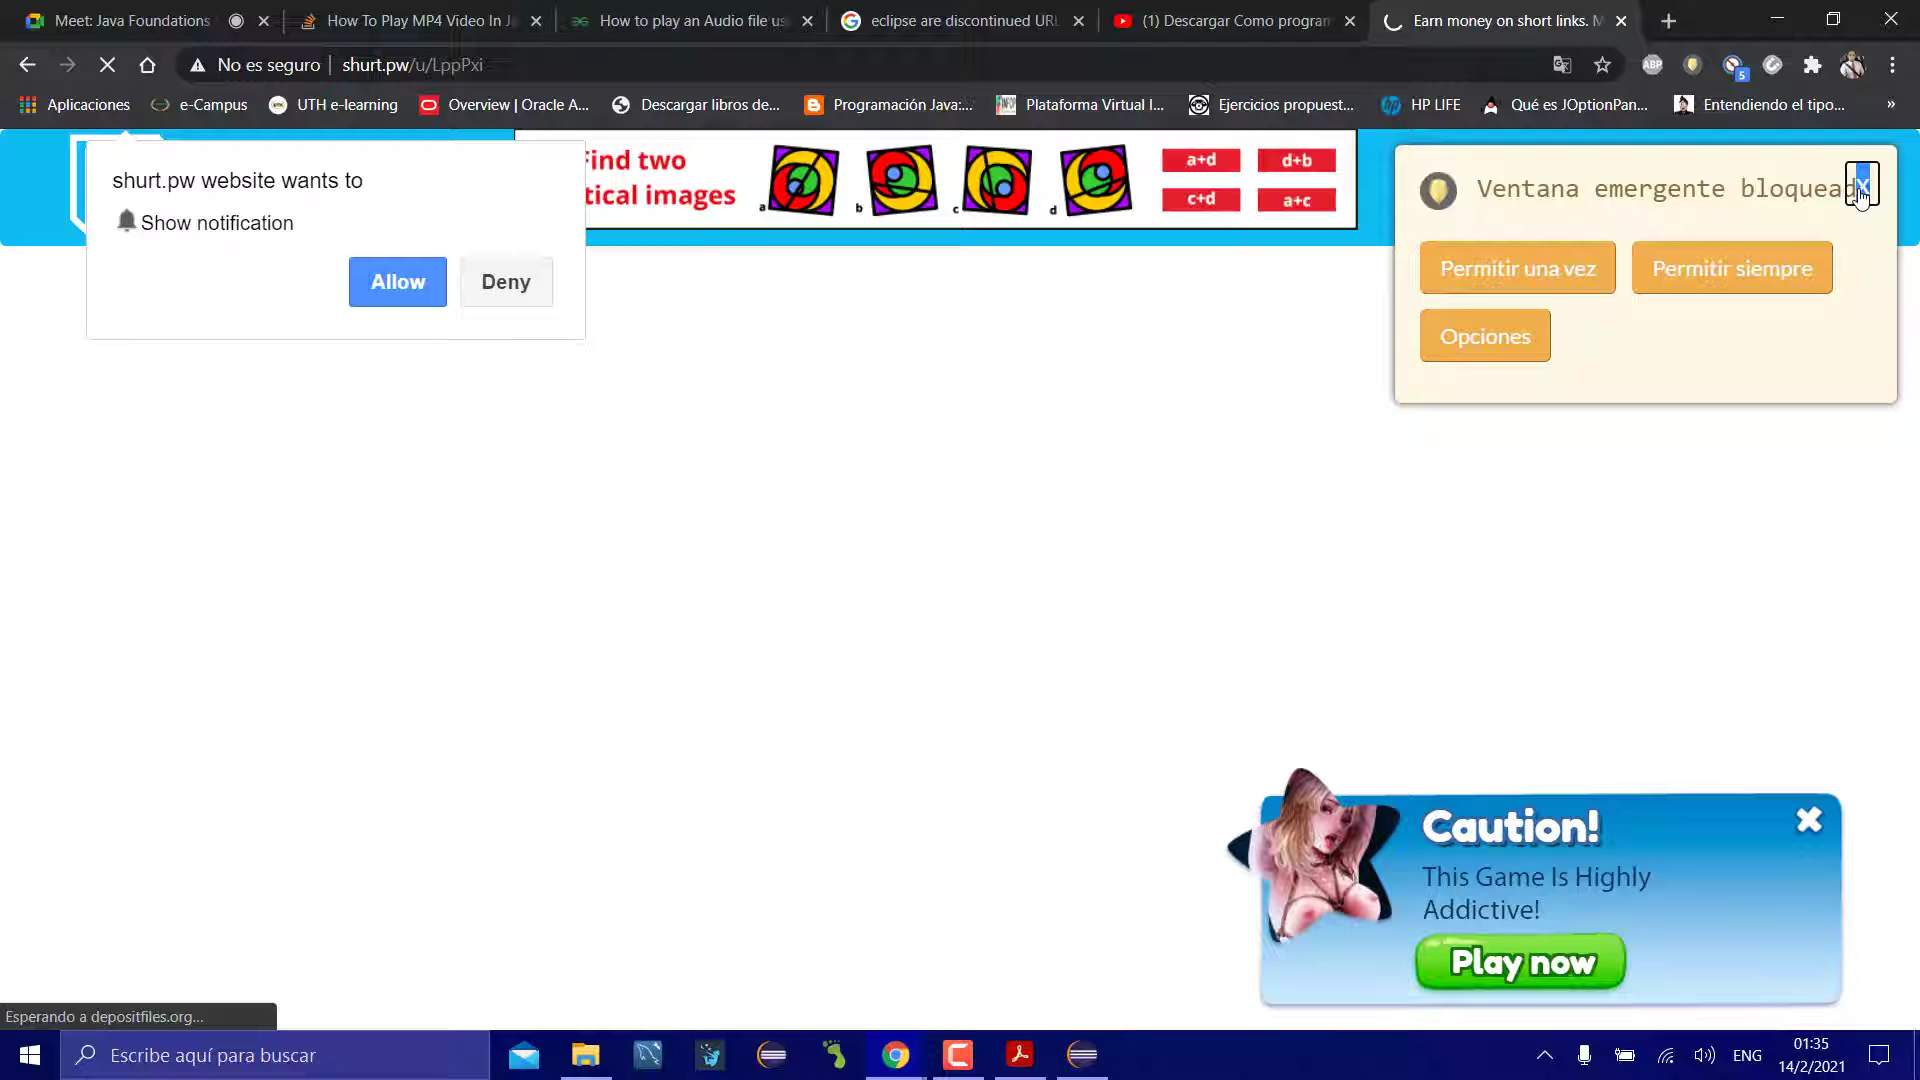 Meet: Java Foundations
How To Play MP4 Video In J
How to play an Audio file us
eclipse are discontinued URL
(1) Descargar Como program
Earn money on short links. M
No es seguro
shurt.pw/u/LppPxi
ABP
5
Aplicaciones
e-Campus
UTH e-learning
Overview | Oracle A...
Descargar libros de...
Programación Java:...
Plataforma Virtual I...
Ejercicios propuest...
HP LIFE
Qué es JOptionPan...
Entendiendo el tipo...
»
shurt.pw website wants to
Show notification
Allow
Deny
Find two
tical images
a
b
c
d
a+d
d+b
c+d
a+c
Ventana emergente bloquead
x
Permitir una vez
Permitir siempre
Opciones
Caution!
This Game Is Highly
Addictive!
Play now
Esperando a depositfiles.org...
Escribe aquí para buscar
ENG
01:35
14/2/2021